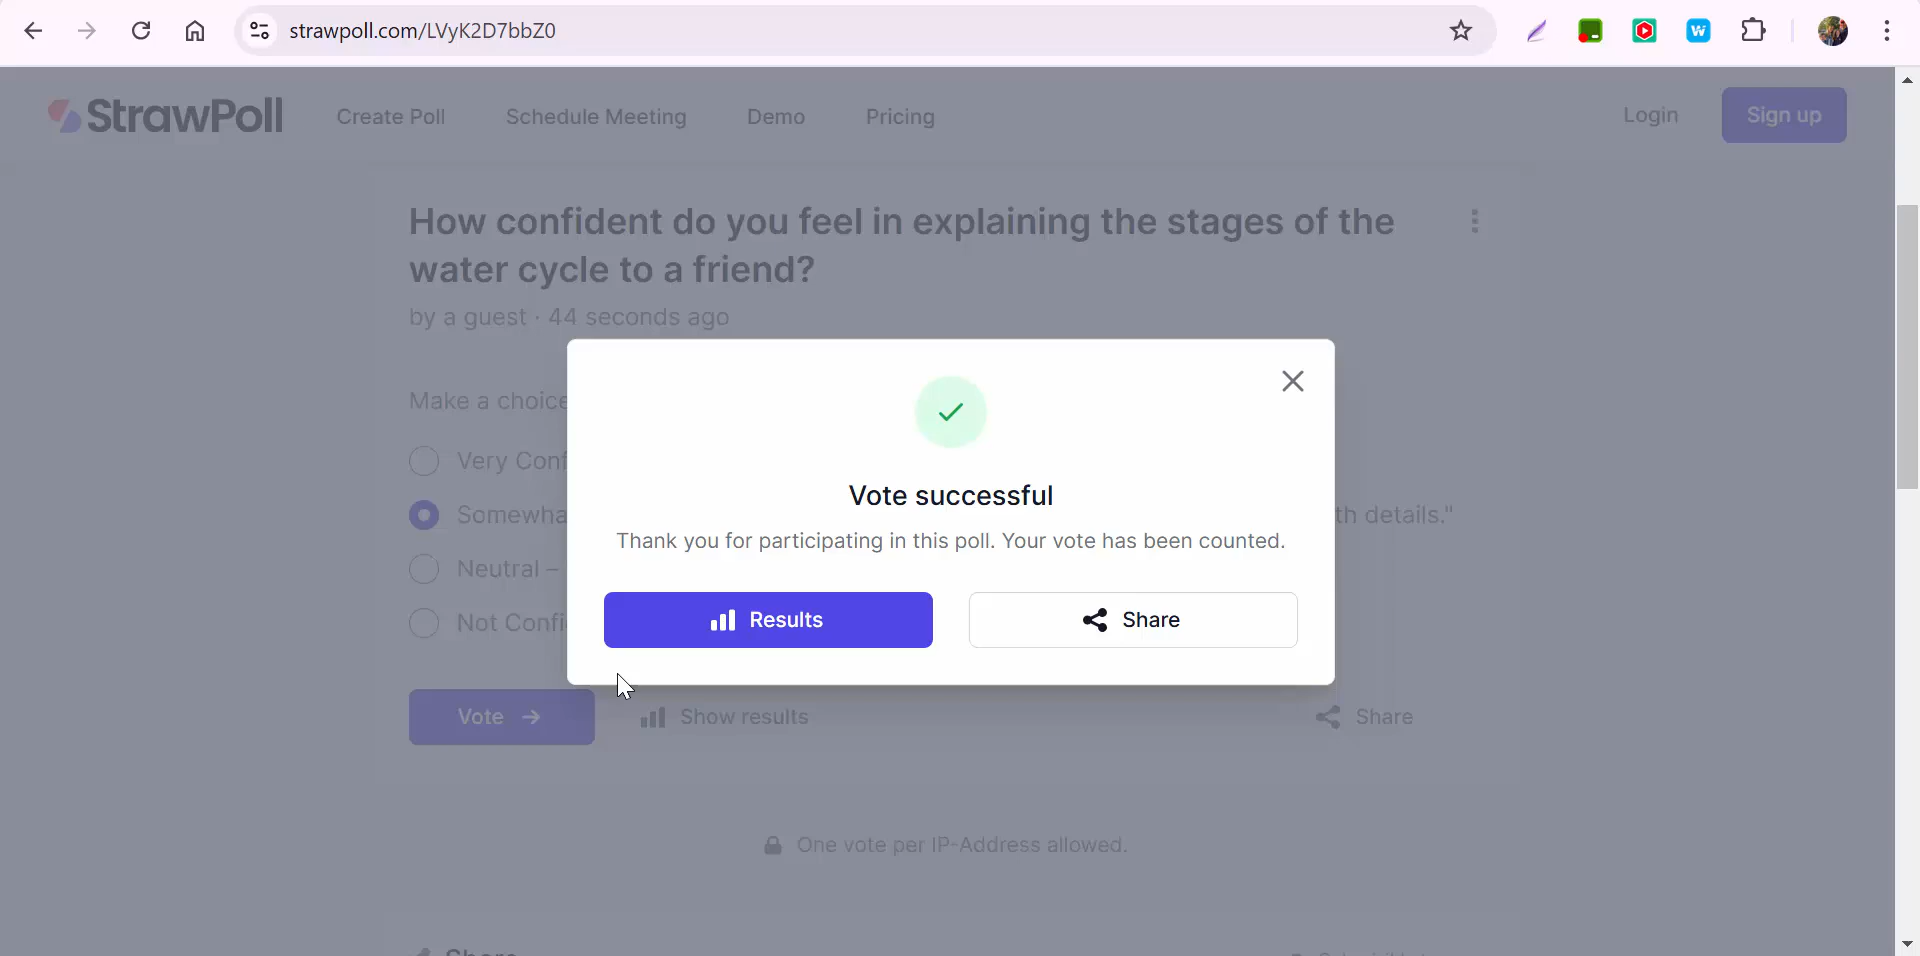 strawpoll.com/LVyK2D7bbZ0
StrawPoll Create Poll Schedule Meeting Demo Pricing Login Sign up
How confident do you feel in explaining the stages of the
water cycle to a friend?
by a guest · 44 seconds ago
Make a choice
Very Conf
Somewha th details."
Neutral –
Not Confi
Vote successful
Thank you for participating in this poll. Your vote has been counted.
Results Share
Vote Show results Share
One vote per IP-Address allowed.
Share